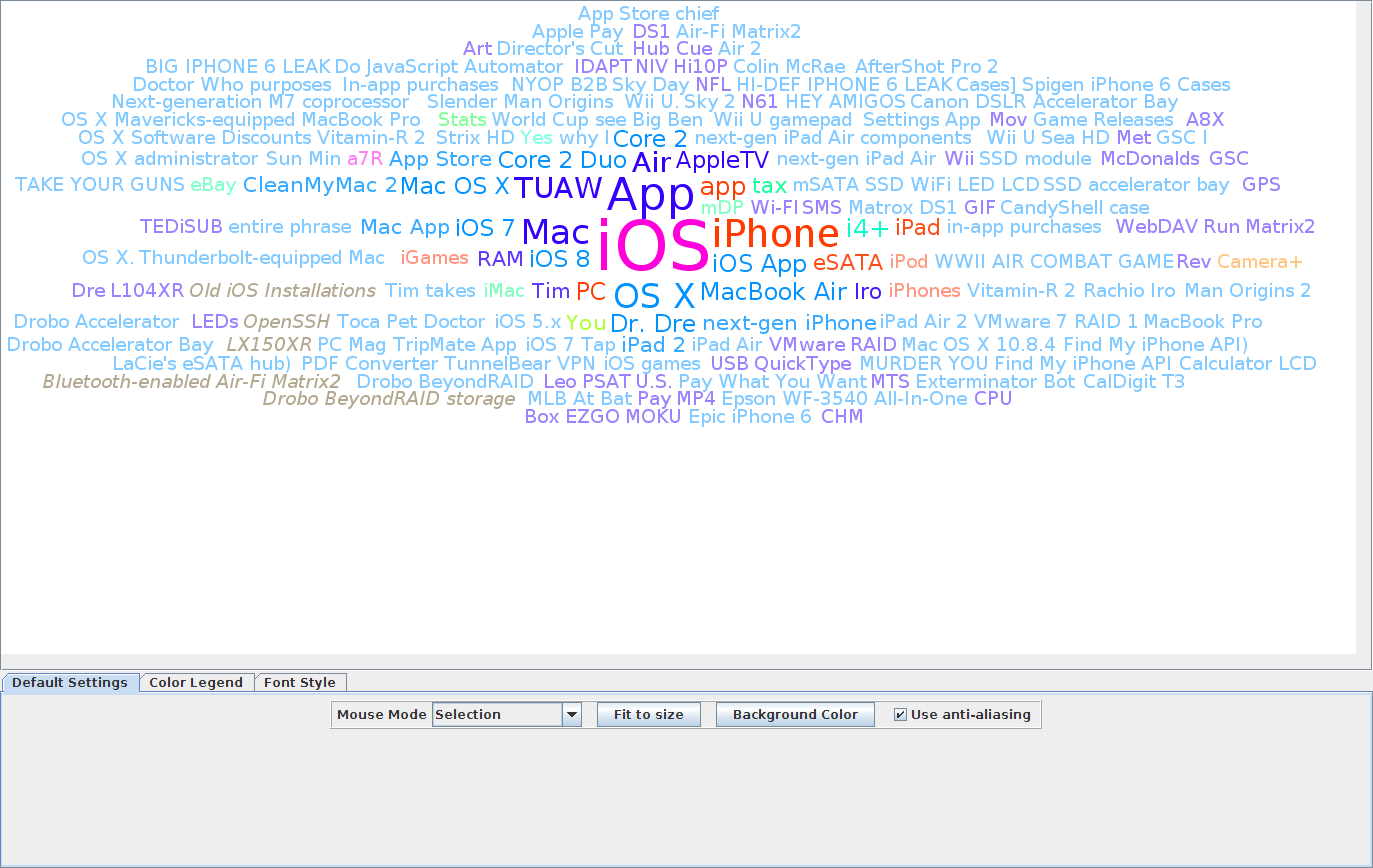 App Store chief
Apple Pay DS1 Air-Fi Matrix2
Art Director's Cut Hub Cue Air 2
BIG IPHONE 6 LEAK Do JavaScript Automator IDAPT NIV Hi10P Colin McRae AfterShot Pro 2
Doctor Who purposes In-app purchases NYOP B2B Sky Day NFL HI-DEF IPHONE 6 LEAK Cases] Spigen iPhone 6 Cases
Next-generation M7 coprocessor Slender Man Origins Wii U. Sky 2 N61 HEY AMIGOS Canon DSLR Accelerator Bay
OS X Mavericks-equipped MacBook Pro Stats World Cup see Big Ben Wii U gamepad Settings App Mov Game Releases A8X
OS X Software Discounts Vitamin-R 2 Strix HD Yes why I Core 2 next-gen iPad Air components Wii U Sea HD Met GSC I
OS X administrator Sun Min a7R App Store Core 2 Duo Air AppleTV next-gen iPad Air Wii SSD module McDonalds GSC
TAKE YOUR GUNS eBay CleanMyMac 2 Mac OS X TUAW App app tax mSATA SSD WiFi LED LCD SSD accelerator bay GPS
mDP Wi-FI SMS Matrox DS1 GIF CandyShell case
TEDiSUB entire phrase Mac App iOS 7 Mac iOS iPhone i4+ iPad in-app purchases WebDAV Run Matrix2
OS X. Thunderbolt-equipped Mac iGames RAM iOS 8 iOS App eSATA iPod WWII AIR COMBAT GAME Rev Camera+
Dre L104XR Old iOS Installations Tim takes iMac Tim PC OS X MacBook Air Iro iPhones Vitamin-R 2 Rachio Iro Man Origins 2
Drobo Accelerator LEDs OpenSSH Toca Pet Doctor iOS 5.x You Dr. Dre next-gen iPhone iPad Air 2 VMware 7 RAID 1 MacBook Pro
Drobo Accelerator Bay LX150XR PC Mag TripMate App iOS 7 Tap iPad 2 iPad Air VMware RAID Mac OS X 10.8.4 Find My iPhone API)
LaCie's eSATA hub) PDF Converter TunnelBear VPN iOS games USB QuickType MURDER YOU Find My iPhone API Calculator LCD
Bluetooth-enabled Air-Fi Matrix2 Drobo BeyondRAID Leo PSAT U.S. Pay What You Want MTS Exterminator Bot CalDigit T3
Drobo BeyondRAID storage MLB At Bat Pay MP4 Epson WF-3540 All-In-One CPU
Box EZGO MOKU Epic iPhone 6 CHM
Default Settings Color Legend Font Style
Mouse Mode Selection Fit to size Background Color Use anti-aliasing